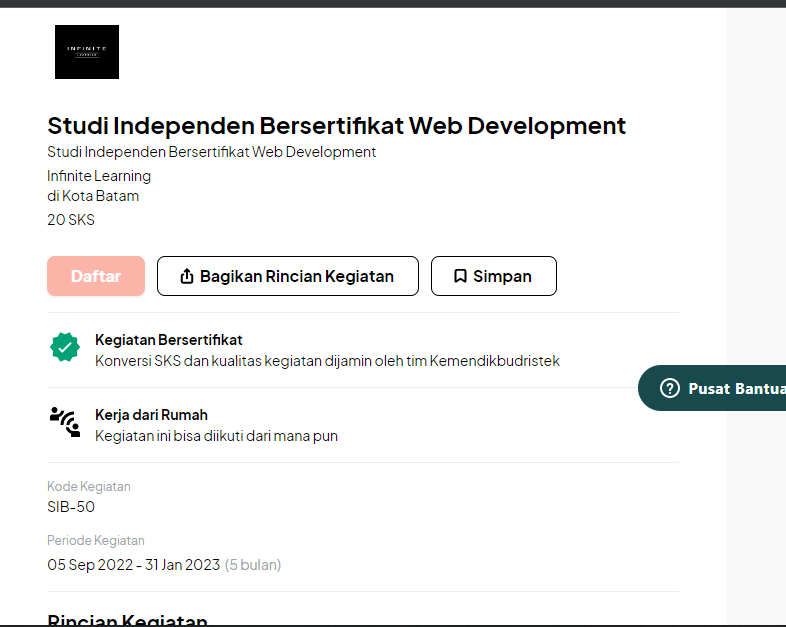 INFINITE
LEARNING
Studi Independen Bersertifikat Web Development
Studi Independen Bersertifikat Web Development
Infinite Learning
di Kota Batam
20 SKS
Daftar
Bagikan Rincian Kegiatan
Simpan
Kegiatan Bersertifikat
Konversi SKS dan kualitas kegiatan dijamin oleh tim Kemendikbudristek
Pusat Bantua
Kerja dari Rumah
Kegiatan ini bisa diikuti dari mana pun
Kode Kegiatan
SIB-50
Periode Kegiatan
05 Sep 2022 - 31 Jan 2023 (5 bulan)
Rincian Kegiatan